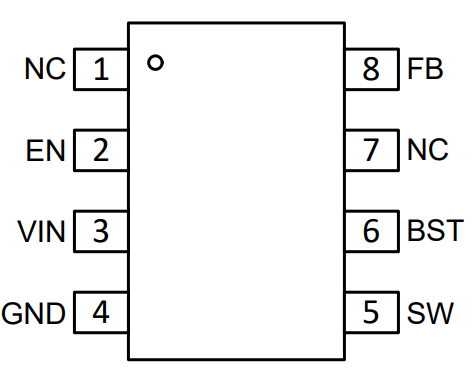 NC 1 8 FB
EN 2 7 NC
VIN 3 6 BST
GND 4 5 SW